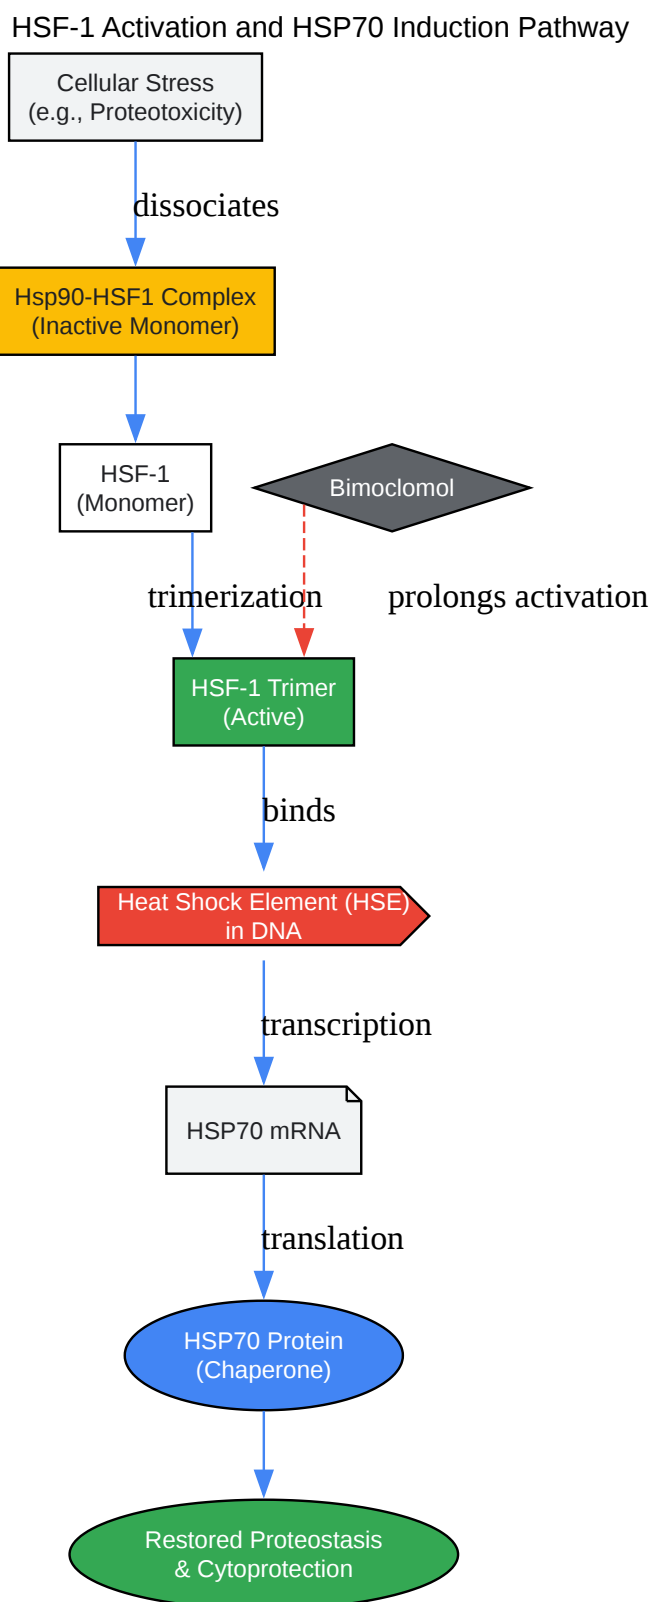 HSF-1 Activation and HSP70 Induction Pathway
Cellular Stress
(e.g., Proteotoxicity)
dissociates
Hsp90-HSF1 Complex
(Inactive Monomer)
HSF-1
(Monomer)
Bimoclomol
trimerization
prolongs activation
HSF-1 Trimer
(Active)
binds
Heat Shock Element (HSE)
in DNA
transcription
HSP70 mRNA
translation
HSP70 Protein
(Chaperone)
Restored Proteostasis
& Cytoprotection